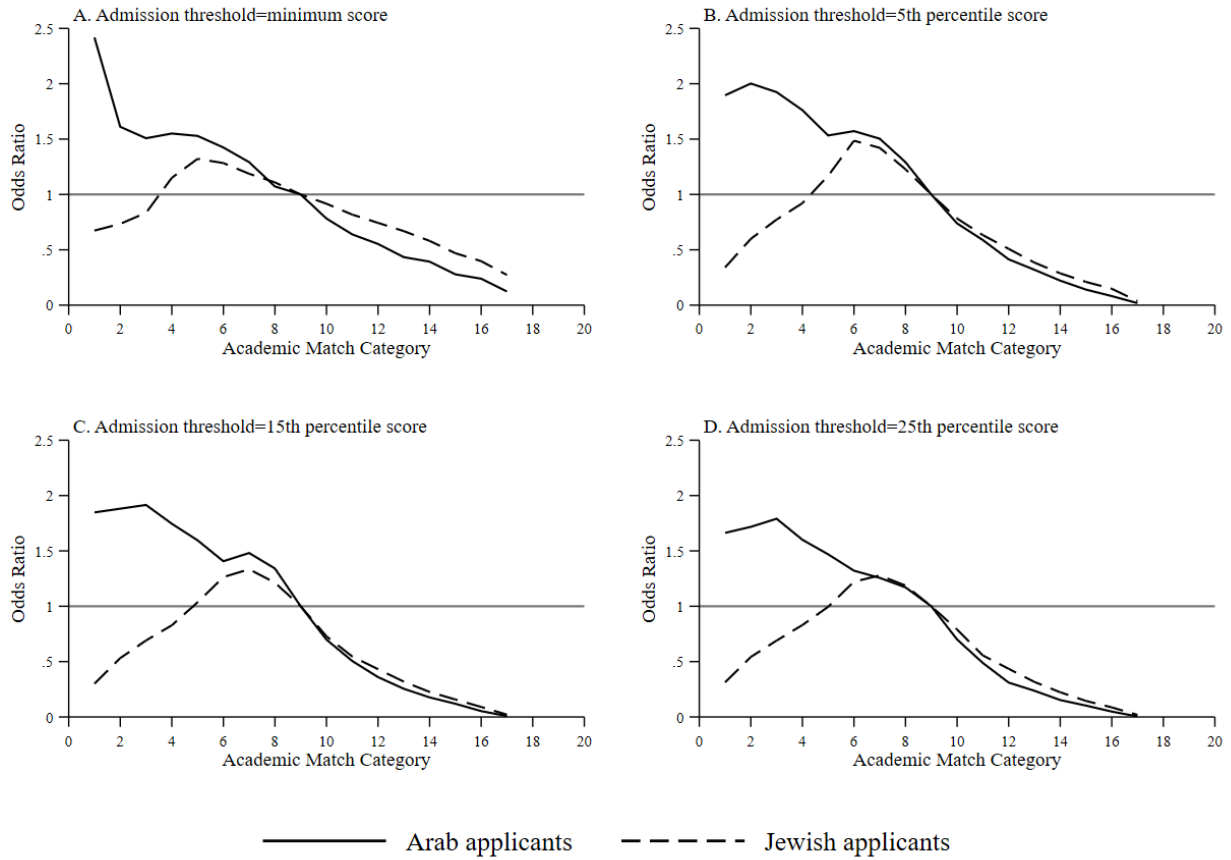 A. Admission threshold=minimum score
2.5
2
1.5
1
.5
0
Odds Ratio
0 2 4 6 8 10 12 14 16 18 20
Academic Match Category
B. Admission threshold=5th percentile score
2.5
2
1.5
1
.5
0
Odds Ratio
0 2 4 6 8 10 12 14 16 18 20
Academic Match Category
C. Admission threshold=15th percentile score
2.5
2
1.5
1
.5
0
Odds Ratio
0 2 4 6 8 10 12 14 16 18 20
Academic Match Category
D. Admission threshold=25th percentile score
2.5
2
1.5
1
.5
0
Odds Ratio
0 2 4 6 8 10 12 14 16 18 20
Academic Match Category
Arab applicants Jewish applicants